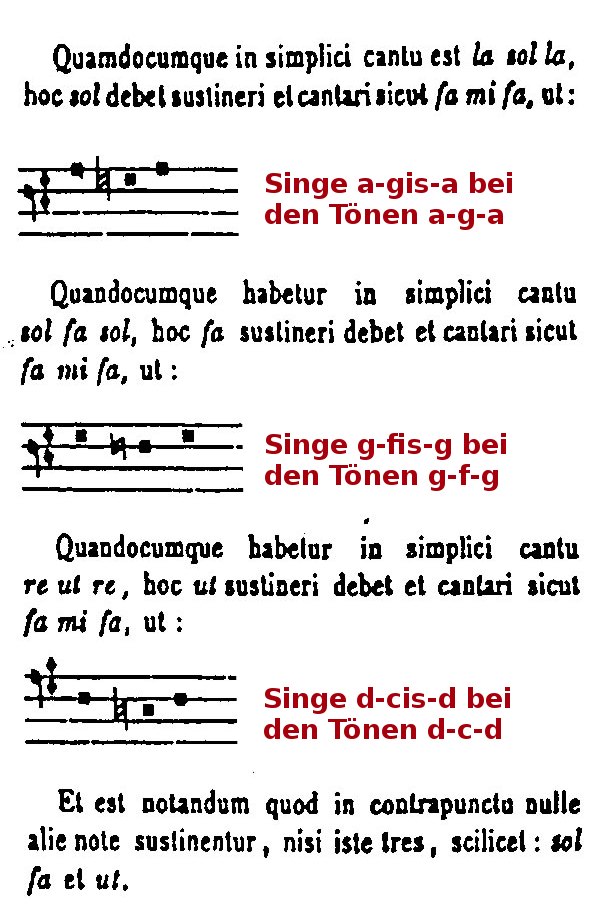 Quamdocumque in simplici cantu est la sol la,
hoc sol debet sustineri et cantari sicut fa mi fa, ut :
Singe a-gis-a bei
den Tönen a-g-a
Quandocumque habetur in simplici cantu
sol fa sol, hoc fa sustineri debet et cantari sicut
fa mi fa, ut :
Singe g-fis-g bei
den Tönen g-f-g
Quandocumque habetur in simplici cantu
re ut re, hoc ut sustineri debet et cantari sicut
fa mi fa, ut :
Singe d-cis-d bei
den Tönen d-c-d
Et est notandum quod in contrapunctu nulle
alie note sustinentur, nisi iste tres, scilicet : sol
fa et ut.